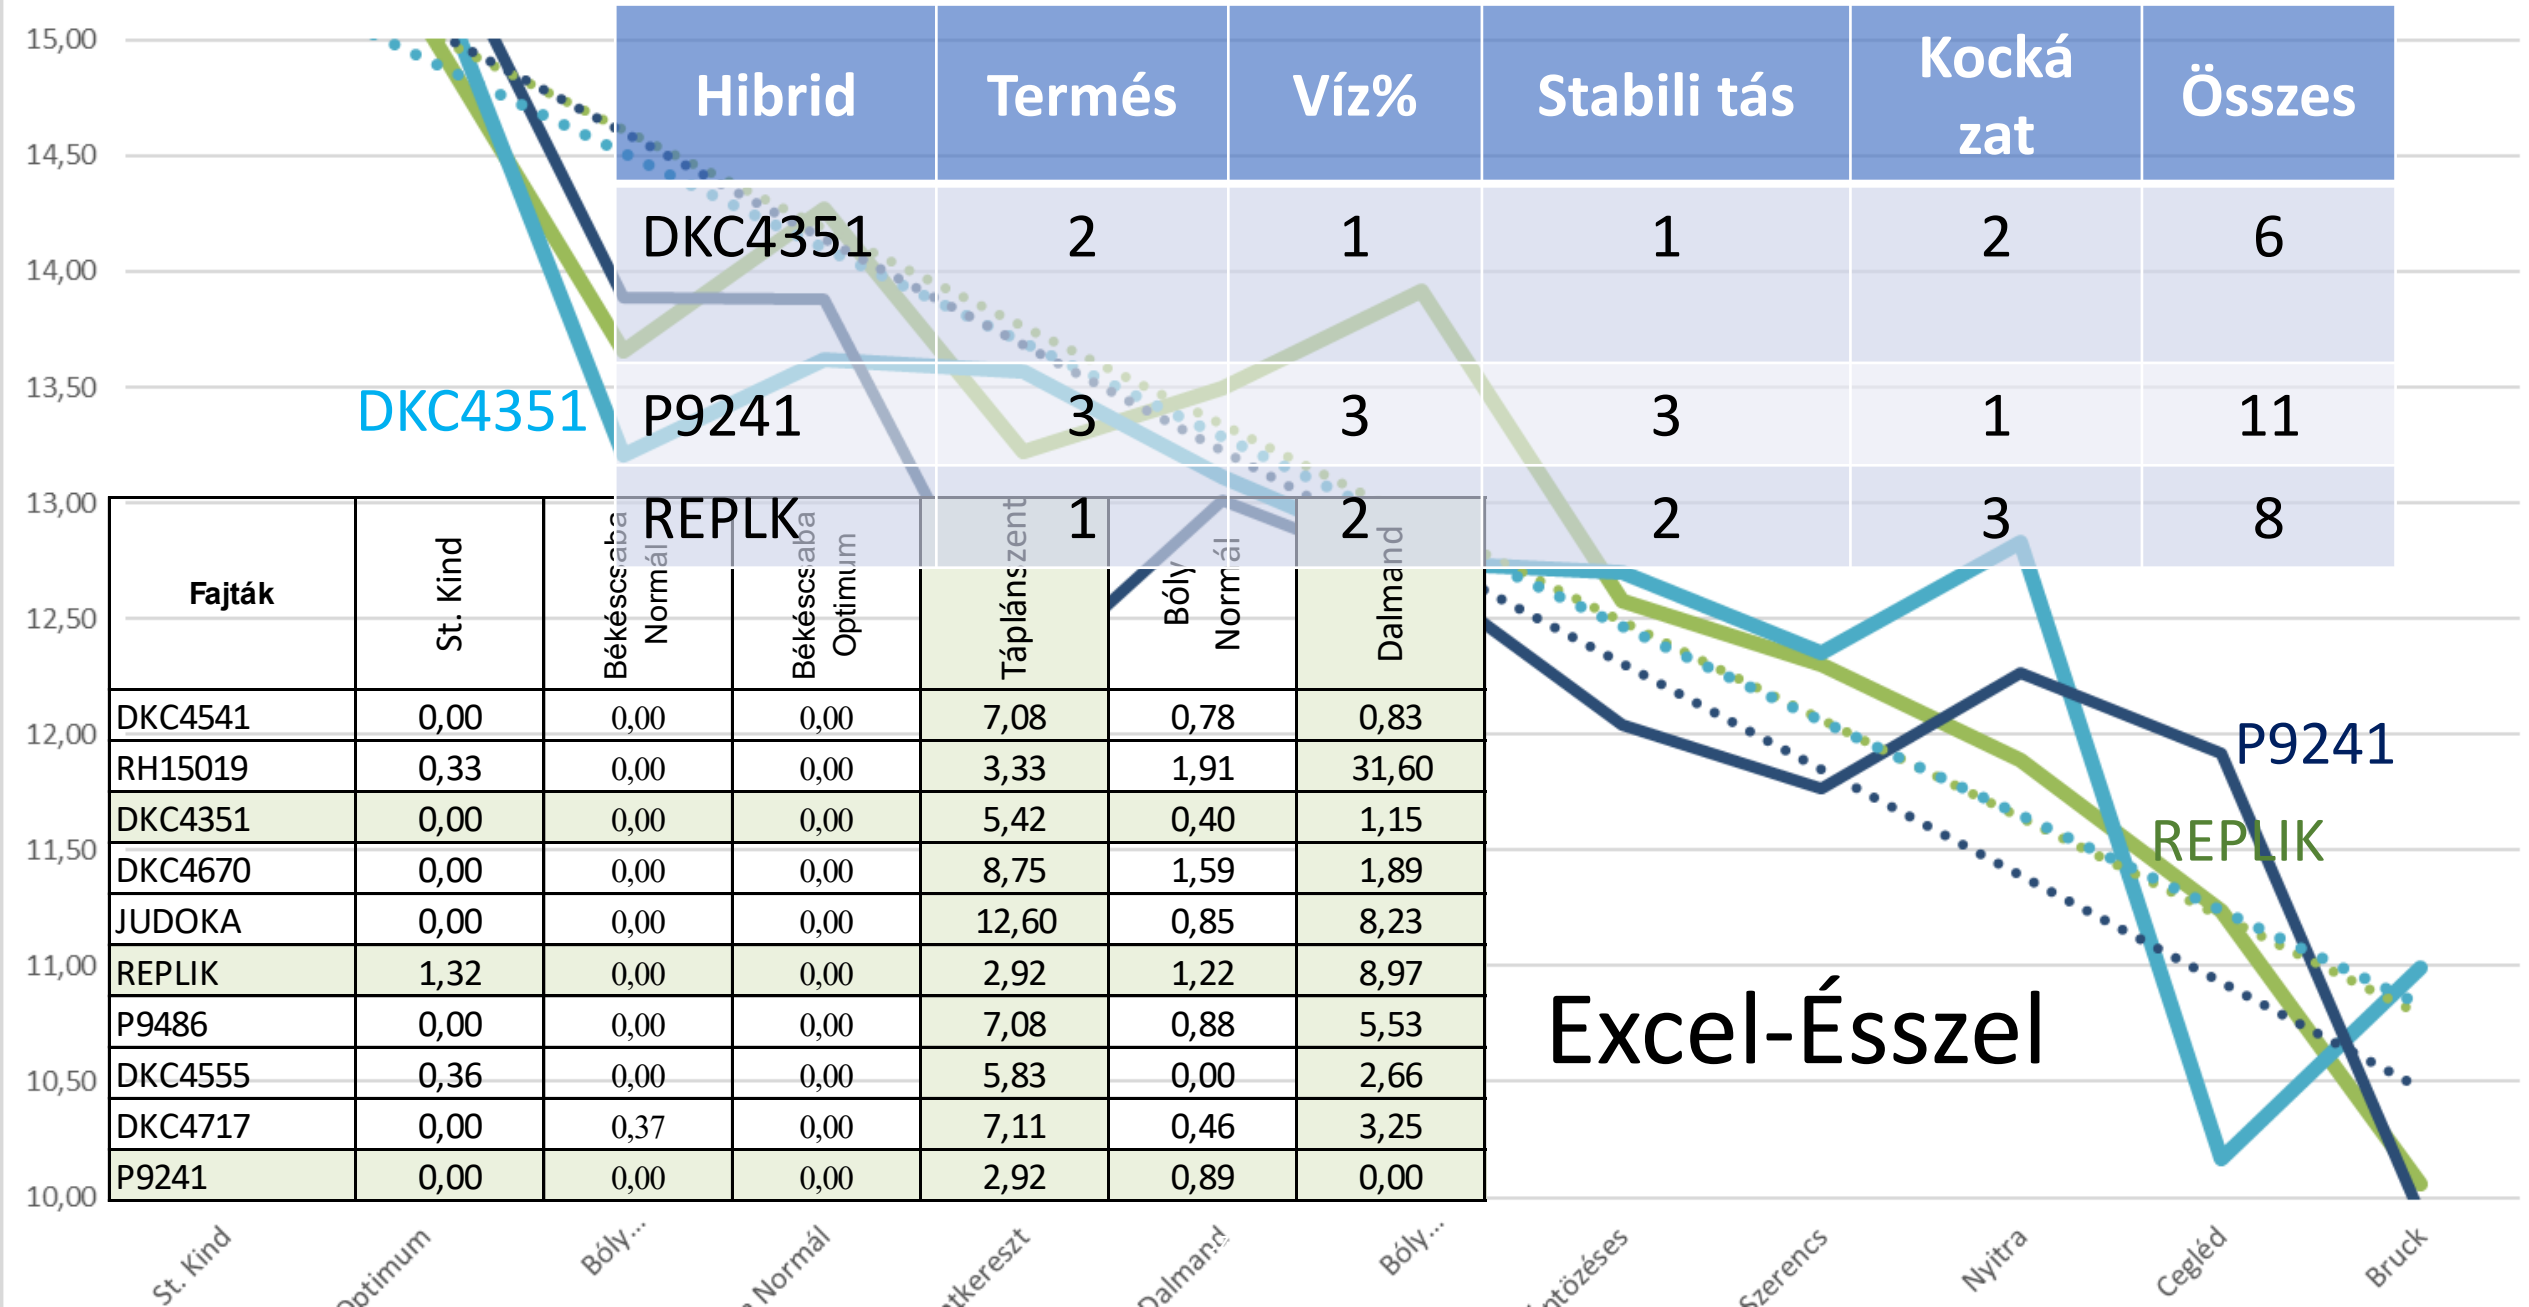 Hibrid Termés Víz% Stabili tás Kocká zat Összes
DKC4351 2 1 1 2 6
P9241 3 3 3 1 11
REPLK 1 2 2 3 8
15,00
14,50
14,00
13,50
13,00
12,50
12,00
11,50
11,00
10,50
10,00
DKC4351
P9241
REPLIK
Excel-Ésszel
Fajták St. Kind Békéscsaba Normál Békéscsaba Optimum Táplánszent Bóly Normál Dalmand
DKC4541 0,00 0,00 0,00 7,08 0,78 0,83
RH15019 0,33 0,00 0,00 3,33 1,91 31,60
DKC4351 0,00 0,00 0,00 5,42 0,40 1,15
DKC4670 0,00 0,00 0,00 8,75 1,59 1,89
JUDOKA 0,00 0,00 0,00 12,60 0,85 8,23
REPLIK 1,32 0,00 0,00 2,92 1,22 8,97
P9486 0,00 0,00 0,00 7,08 0,88 5,53
DKC4555 0,36 0,00 0,00 5,83 0,00 2,66
DKC4717 0,00 0,37 0,00 7,11 0,46 3,25
P9241 0,00 0,00 0,00 2,92 0,89 0,00
St. Kind
Optimum
Bóly...
Normál
tkereszt
Dalmand
Bóly...
ntözéses
Szerencs
Nyitra
Cegléd
Bruck